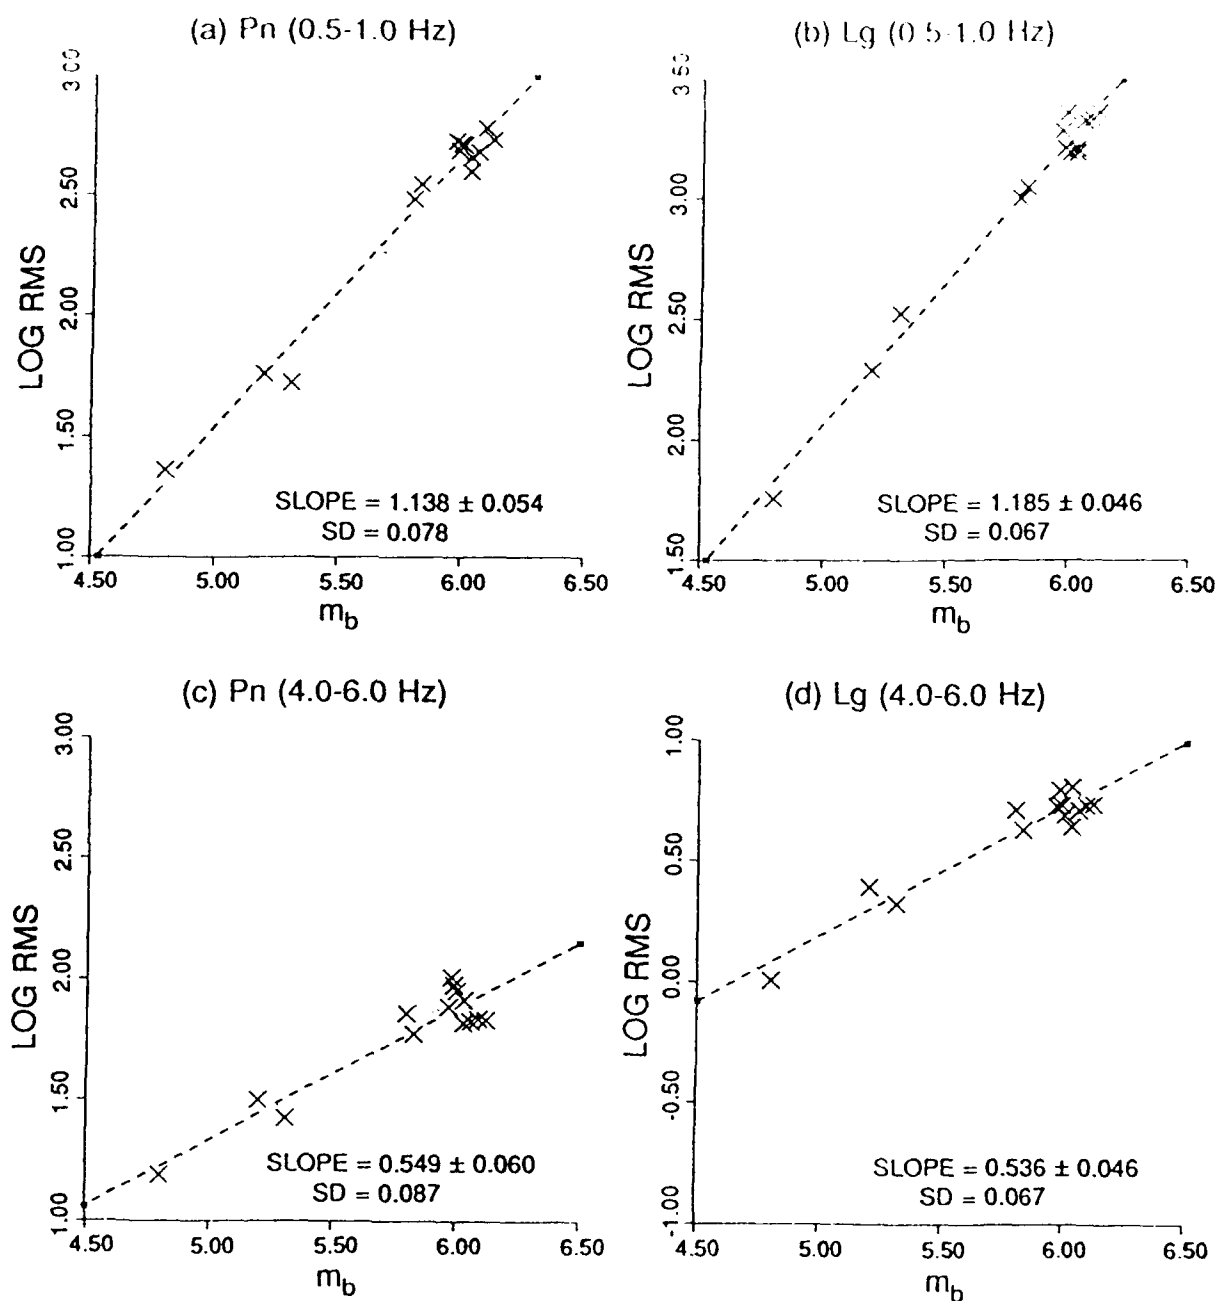 (a) Pn (0.5-1.0 Hz)
3.00
2.50
2.00
1.50
1.00
LOG RMS
SLOPE = 1.138 ± 0.054
SD = 0.078
4.50 5.00 5.50 6.00 6.50
mb
(b) Lg (0.5-1.0 Hz)
3.50
3.00
2.50
2.00
1.50
LOG RMS
SLOPE = 1.185 ± 0.046
SD = 0.067
4.50 5.00 5.50 6.00 6.50
mb
(c) Pn (4.0-6.0 Hz)
3.00
2.50
2.00
1.50
1.00
LOG RMS
SLOPE = 0.549 ± 0.060
SD = 0.087
4.50 5.00 5.50 6.00 6.50
mb
(d) Lg (4.0-6.0 Hz)
1.00
0.50
0.00
-0.50
-1.00
LOG RMS
SLOPE = 0.536 ± 0.046
SD = 0.067
4.50 5.00 5.50 6.00 6.50
mb